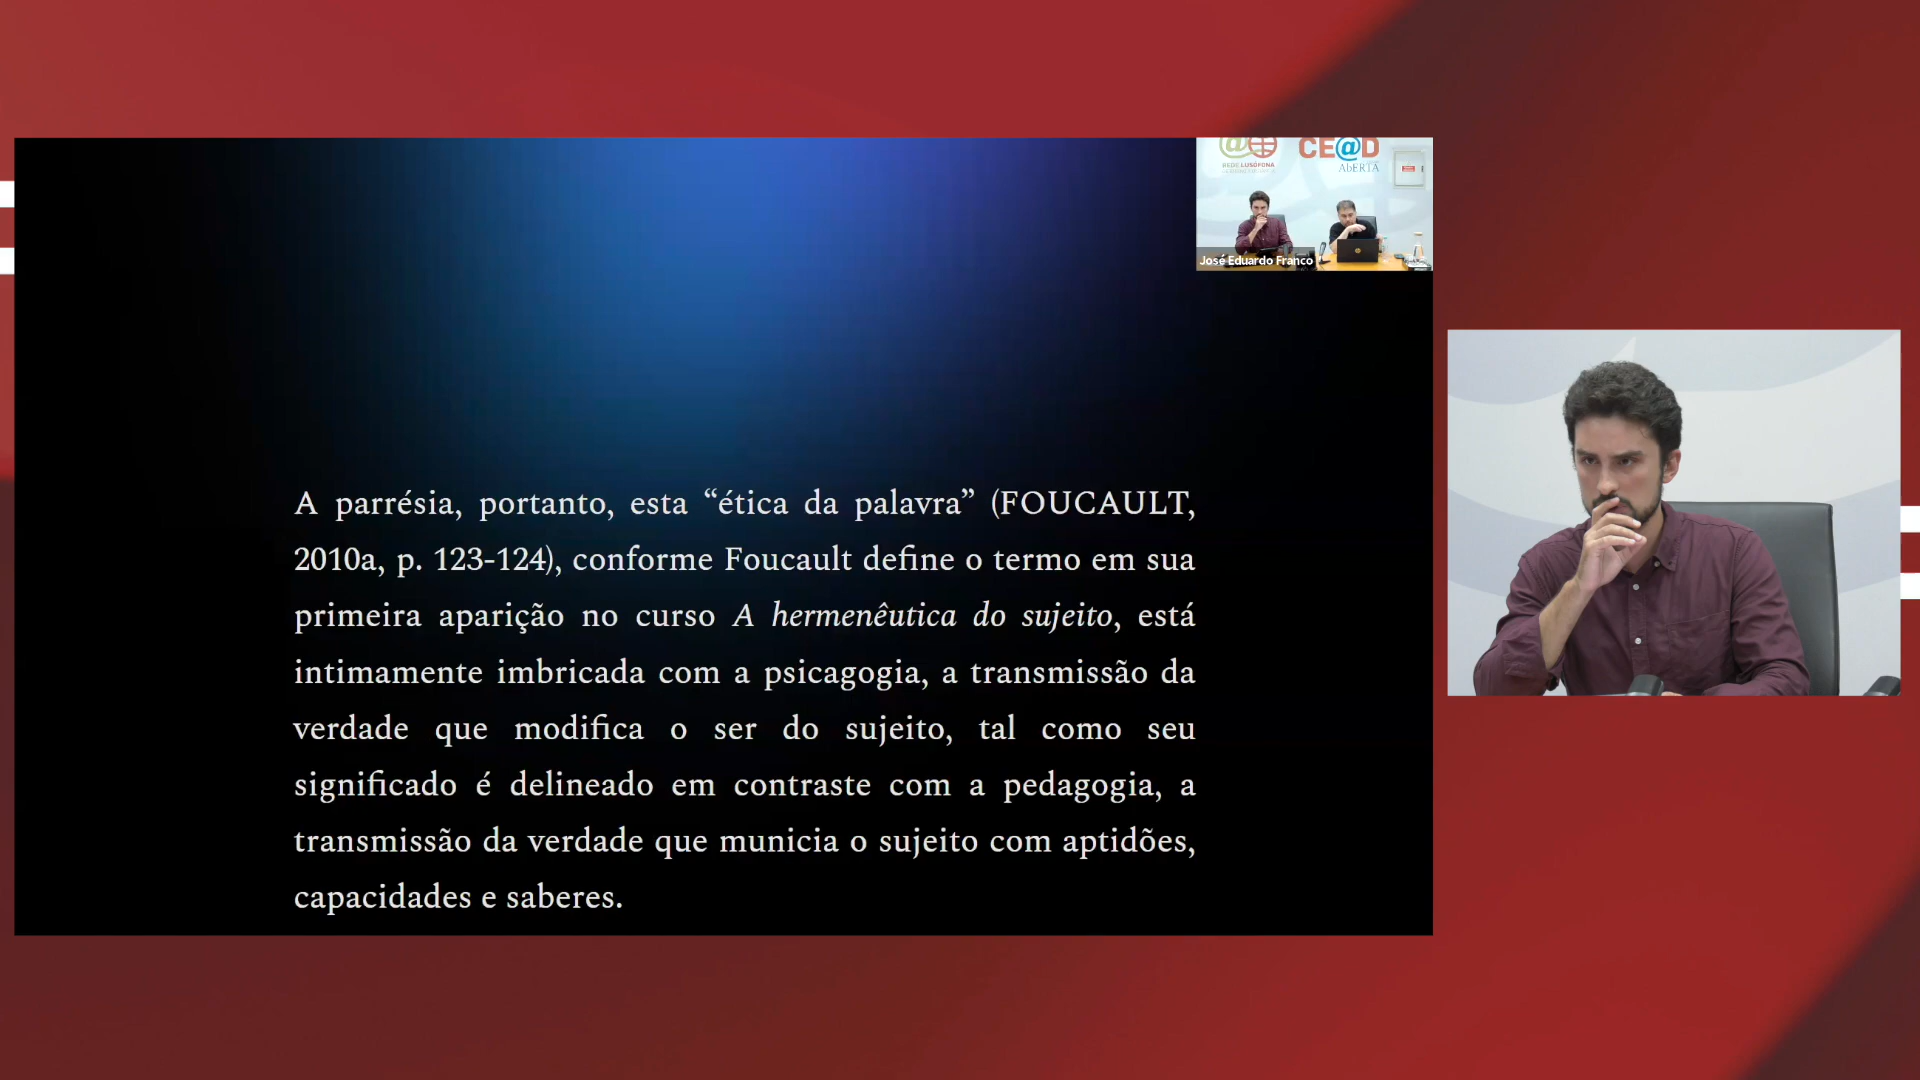 CE@D
REDE LUSÓFONA
AbERTA
José Eduardo Franco
A parrésia, portanto, esta “ética da palavra” (FOUCAULT,
2010a, p. 123-124), conforme Foucault define o termo em sua
primeira aparição no curso A hermenêutica do sujeito, está
intimamente imbricada com a psicagogia, a transmissão da
verdade que modifica o ser do sujeito, tal como seu
significado é delineado em contraste com a pedagogia, a
transmissão da verdade que municia o sujeito com aptidões,
capacidades e saberes.